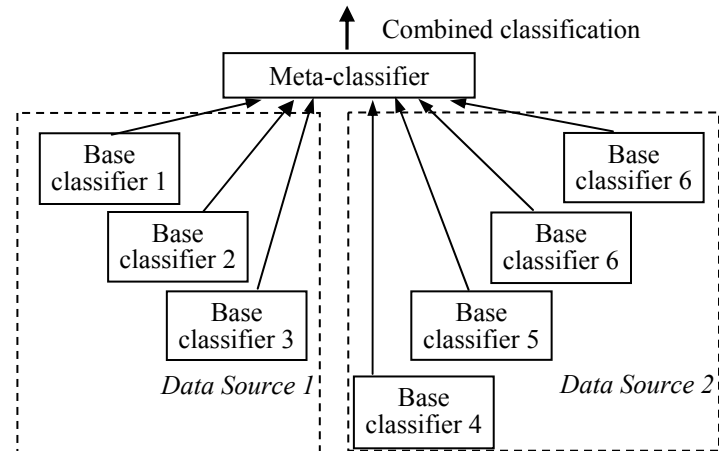 Combined classification
Meta-classifier
Base
classifier 1
Base
classifier 2
Base
classifier 3
Data Source 1
Base
classifier 6
Base
classifier 6
Base
classifier 5
Base
classifier 4
Data Source 2